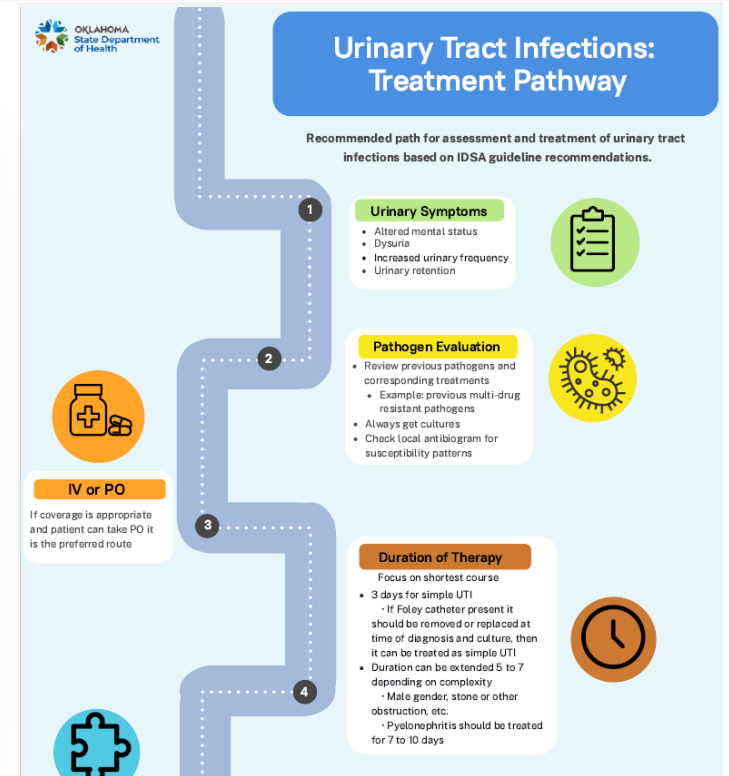 OKLAHOMA
State Department
of Health
Urinary Tract Infections:
Treatment Pathway
Recommended path for assessment and treatment of urinary tract
infections based on IDSA guideline recommendations.
1
Urinary Symptoms
• Altered mental status
• Dysuria
• Increased urinary frequency
• Urinary retention
2
Pathogen Evaluation
• Review previous pathogens and
corresponding treatments
• Example: previous multi-drug
resistant pathogens
• Always get cultures
• Check local antibiogram for
susceptibility patterns
IV or PO
If coverage is appropriate
and patient can take PO it
is the preferred route
3
Duration of Therapy
Focus on shortest course
• 3 days for simple UTI
· If Foley catheter present it
should be removed or replaced at
time of diagnosis and culture, then
it can be treated as simple UTI
• Duration can be extended 5 to 7
depending on complexity
· Male gender, stone or other
obstruction, etc.
· Pyelonephritis should be treated
for 7 to 10 days
4